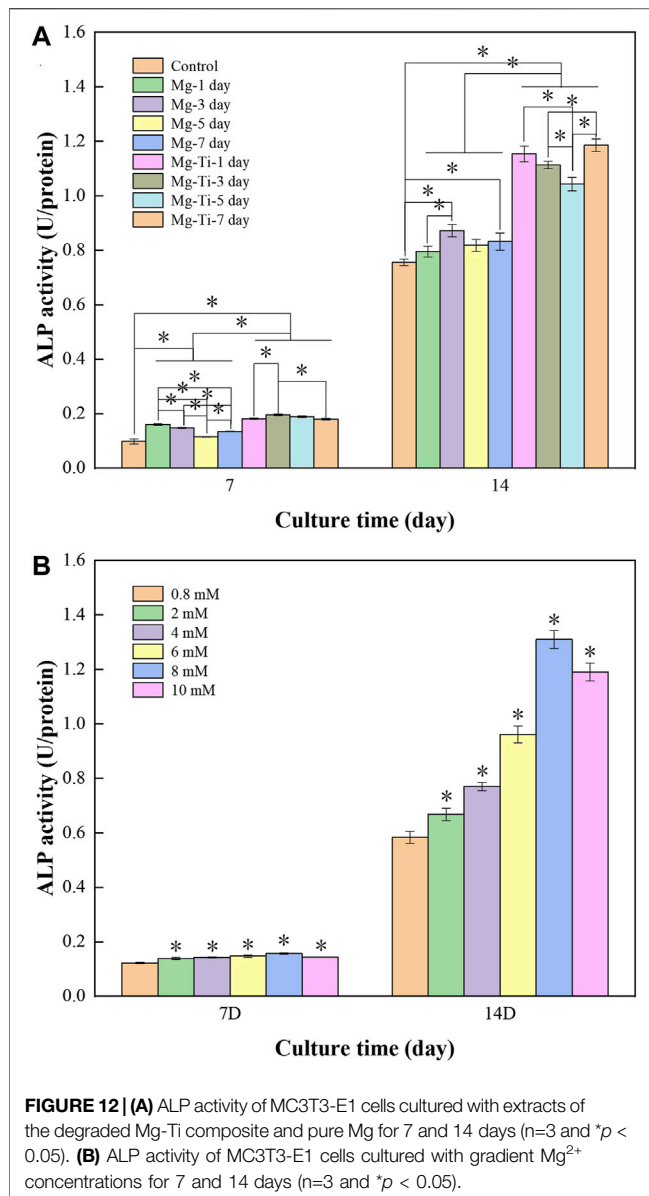 A
ALP activity (U/protein)
1.6
1.4
1.2
1.0
0.8
0.6
0.4
0.2
0.0
Control
Mg-1 day
Mg-3 day
Mg-5 day
Mg-7 day
Mg-Ti-1 day
Mg-Ti-3 day
Mg-Ti-5 day
Mg-Ti-7 day
* * * * * * * * * *
* * * * * * * * *
7 14
Culture time (day)
B
ALP activity (U/protein)
1.6
1.4
1.2
1.0
0.8
0.6
0.4
0.2
0.0
0.8 mM
2 mM
4 mM
6 mM
8 mM
10 mM
* * * * *
* * * * *
7D 14D
Culture time (day)
FIGURE 12 | (A) ALP activity of MC3T3-E1 cells cultured with extracts of
the degraded Mg-Ti composite and pure Mg for 7 and 14 days (n=3 and *p <
0.05). (B) ALP activity of MC3T3-E1 cells cultured with gradient Mg²⁺
concentrations for 7 and 14 days (n=3 and *p < 0.05).